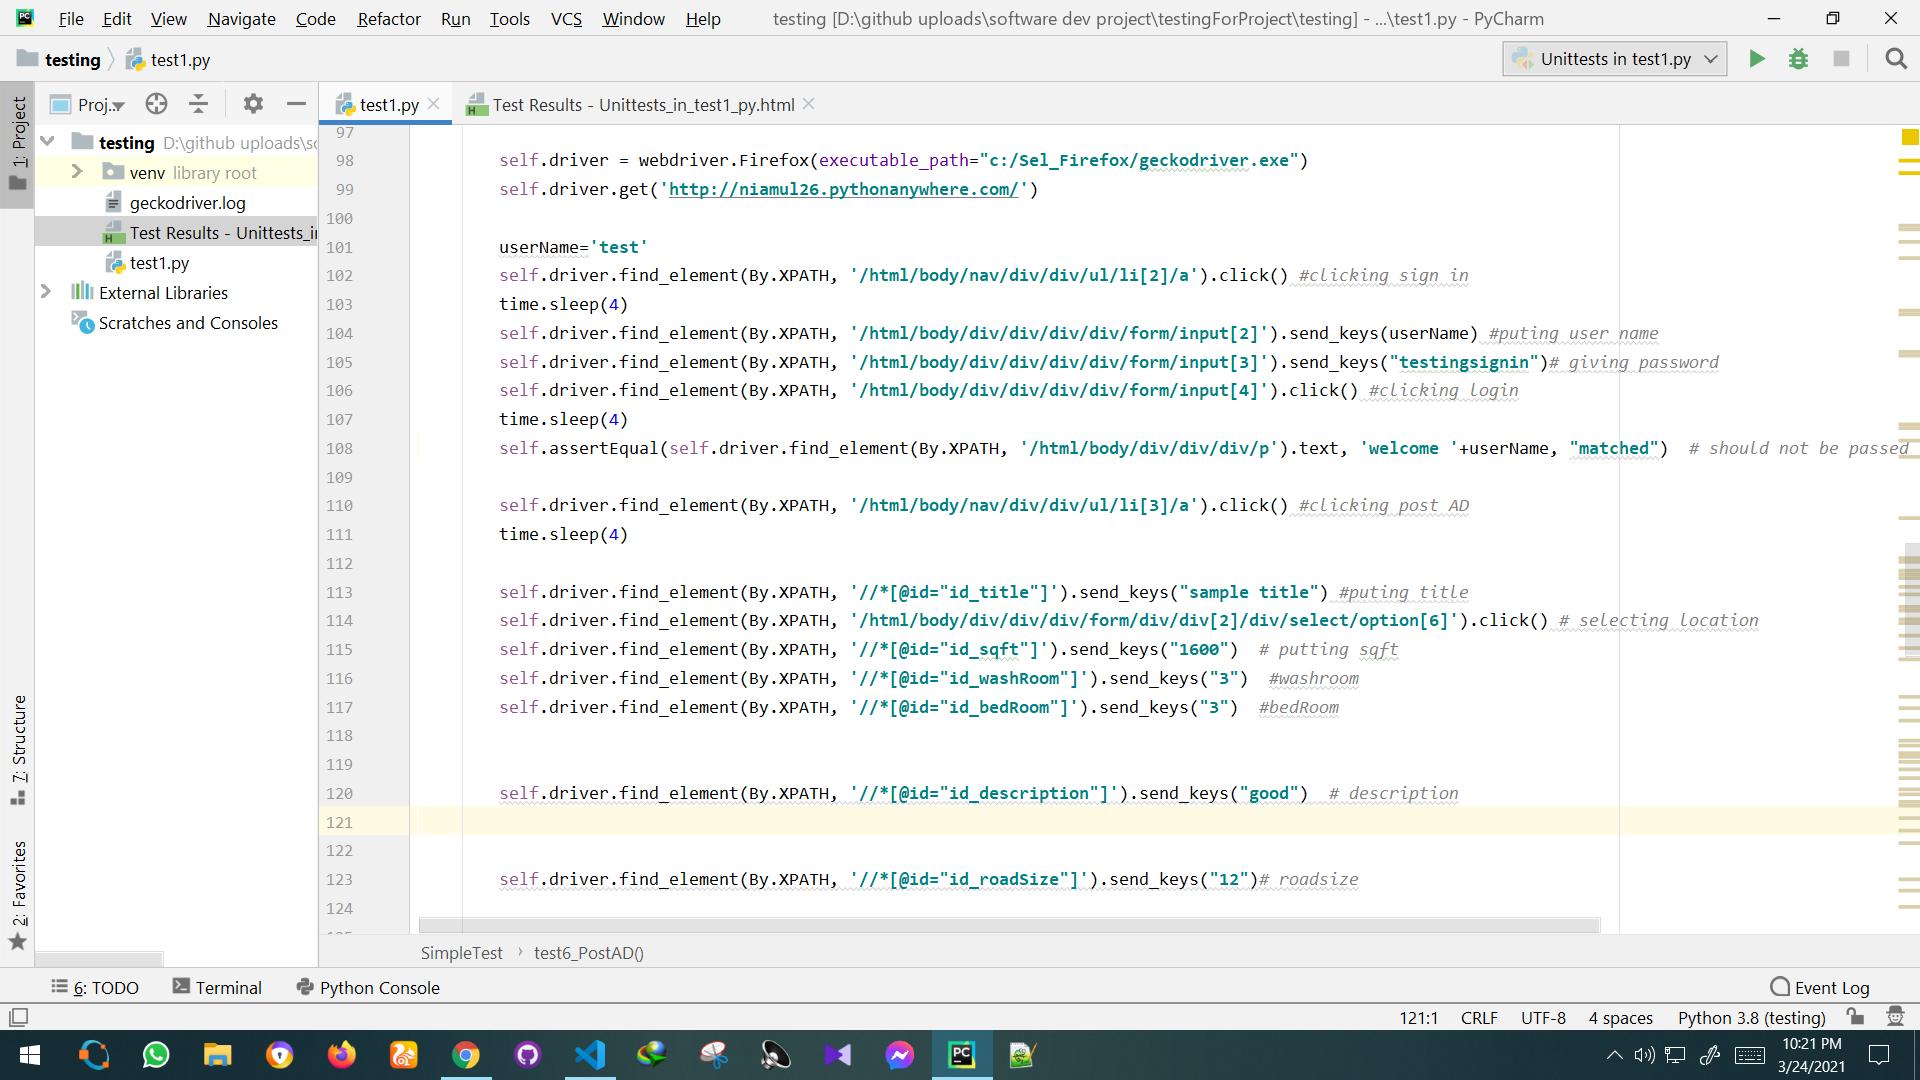 File Edit View Navigate Code Refactor Run Tools VCS Window Help testing [D:\github uploads\software dev project\testingForProject\testing] - ...\test1.py - PyCharm
testing test1.py Unittests in test1.py
Proj.. test1.py Test Results - Unittests_in_test1_py.html
1: Project
testing D:\github uploads\so
venv library root
geckodriver.log
Test Results - Unittests_i
test1.py
External Libraries
Scratches and Consoles
7: Structure
2: Favorites
97
98 self.driver = webdriver.Firefox(executable_path="c:/Sel_Firefox/geckodriver.exe")
99 self.driver.get('http://niamul26.pythonanywhere.com/')
100
101 userName='test'
102 self.driver.find_element(By.XPATH, '/html/body/nav/div/div/ul/li[2]/a').click() #clicking sign in
103 time.sleep(4)
104 self.driver.find_element(By.XPATH, '/html/body/div/div/div/div/form/input[2]').send_keys(userName) #puting user name
105 self.driver.find_element(By.XPATH, '/html/body/div/div/div/div/form/input[3]').send_keys("testingsignin")# giving password
106 self.driver.find_element(By.XPATH, '/html/body/div/div/div/div/form/input[4]').click() #clicking login
107 time.sleep(4)
108 self.assertEqual(self.driver.find_element(By.XPATH, '/html/body/div/div/div/p').text, 'welcome '+userName, "matched") # should not be passed
109
110 self.driver.find_element(By.XPATH, '/html/body/nav/div/div/ul/li[3]/a').click() #clicking post AD
111 time.sleep(4)
112
113 self.driver.find_element(By.XPATH, '//*[@id="id_title"]').send_keys("sample title") #puting title
114 self.driver.find_element(By.XPATH, '/html/body/div/div/div/form/div/div[2]/div/select/option[6]').click() # selecting location
115 self.driver.find_element(By.XPATH, '//*[@id="id_sqft"]').send_keys("1600") # putting sqft
116 self.driver.find_element(By.XPATH, '//*[@id="id_washRoom"]').send_keys("3") #washroom
117 self.driver.find_element(By.XPATH, '//*[@id="id_bedRoom"]').send_keys("3") #bedRoom
118
119
120 self.driver.find_element(By.XPATH, '//*[@id="id_description"]').send_keys("good") # description
121
122
123 self.driver.find_element(By.XPATH, '//*[@id="id_roadSize"]').send_keys("12")# roadsize
124
SimpleTest › test6_PostAD()
6: TODO Terminal Python Console Event Log
121:1 CRLF UTF-8 4 spaces Python 3.8 (testing)
10:21 PM
3/24/2021